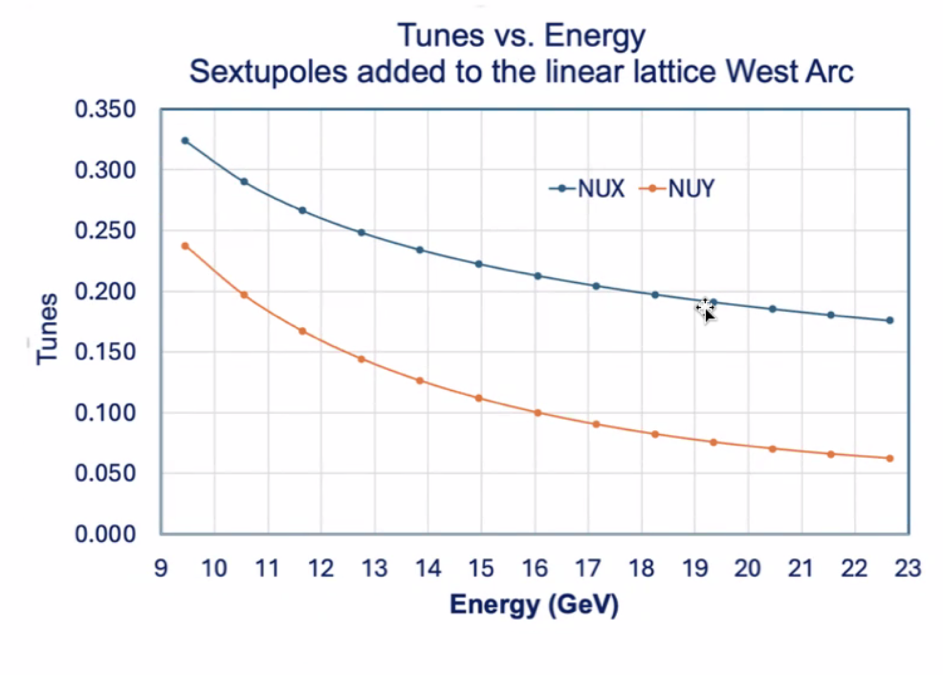 Tunes vs. Energy
Sextupoles added to the linear lattice West Arc
0.350
0.300
NUX NUY
0.250
0.200
Tunes
0.150
0.100
0.050
0.000
9 10 11 12 13 14 15 16 17 18 19 20 21 22 23
Energy (GeV)